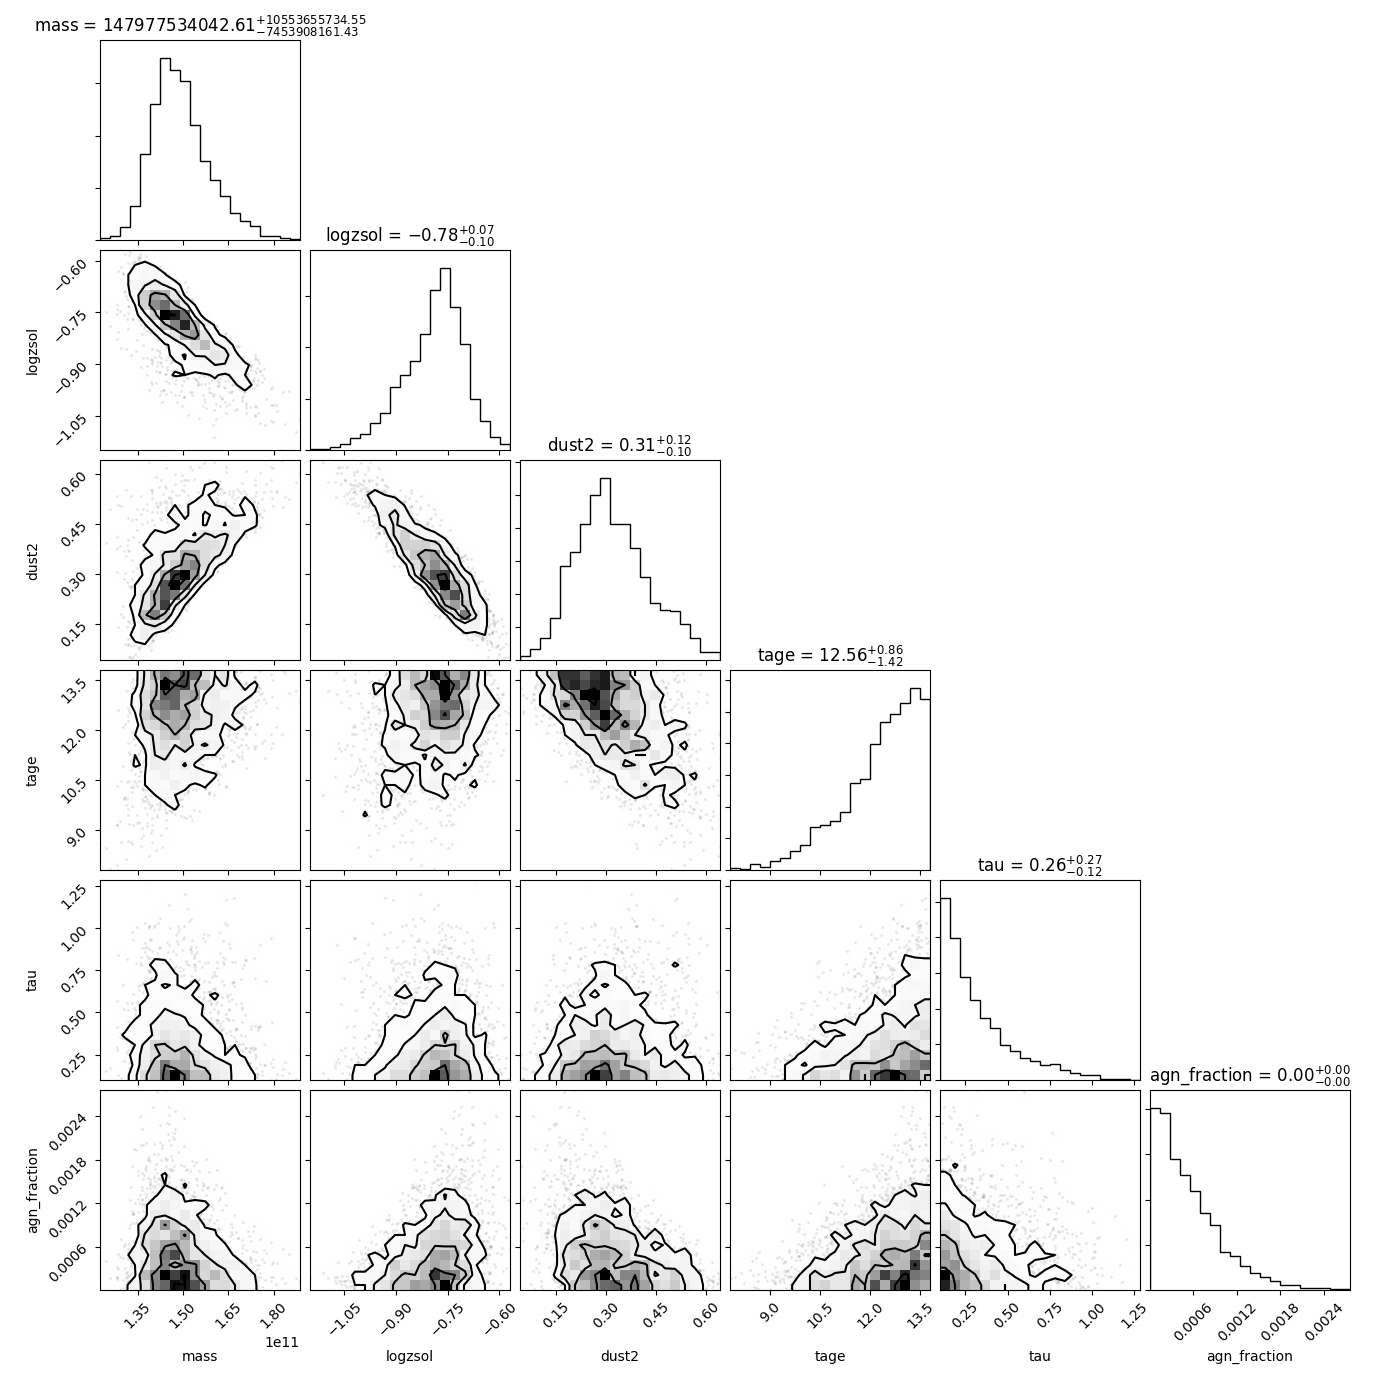 mass = 147977534042.61+10553655734.55 −7453908161.43
logzsol = −0.78+0.07 −0.10
−0.60
−0.75
−0.90
−1.05
logzsol
dust2 = 0.31+0.12 −0.10
0.60
0.45
0.30
0.15
dust2
tage = 12.56+0.86 −1.42
13.5
12.0
10.5
9.0
tage
tau = 0.26+0.27 −0.12
1.25
1.00
0.75
0.50
0.25
tau
agn_fraction = 0.00+0.00 −0.00
0.0024
0.0018
0.0012
0.0006
agn_fraction
1.35 1.50 1.65 1.80 −1.05 −0.90 −0.75 −0.60 0.15 0.30 0.45 0.60 9.0 10.5 12.0 13.5 0.25 0.50 0.75 1.00 1.25 0.0006 0.0012 0.0018 0.0024
1e11
mass logzsol dust2 tage tau agn_fraction